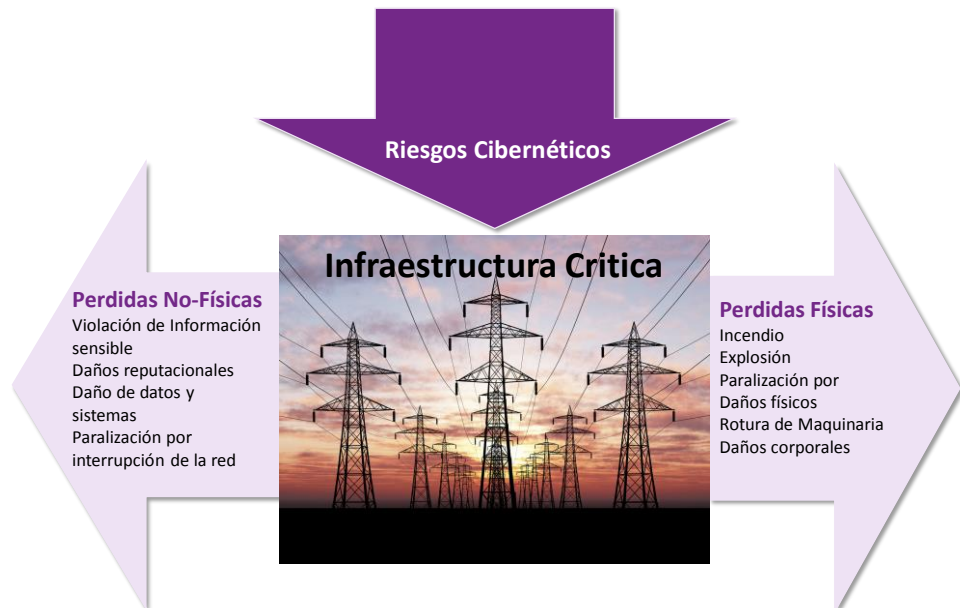 Riesgos Cibernéticos
Infraestructura Critica
Perdidas No-Físicas
Violación de Información
sensible
Daños reputacionales
Daño de datos y
sistemas
Paralización por
interrupción de la red
Perdidas Físicas
Incendio
Explosión
Paralización por
Daños físicos
Rotura de Maquinaria
Daños corporales